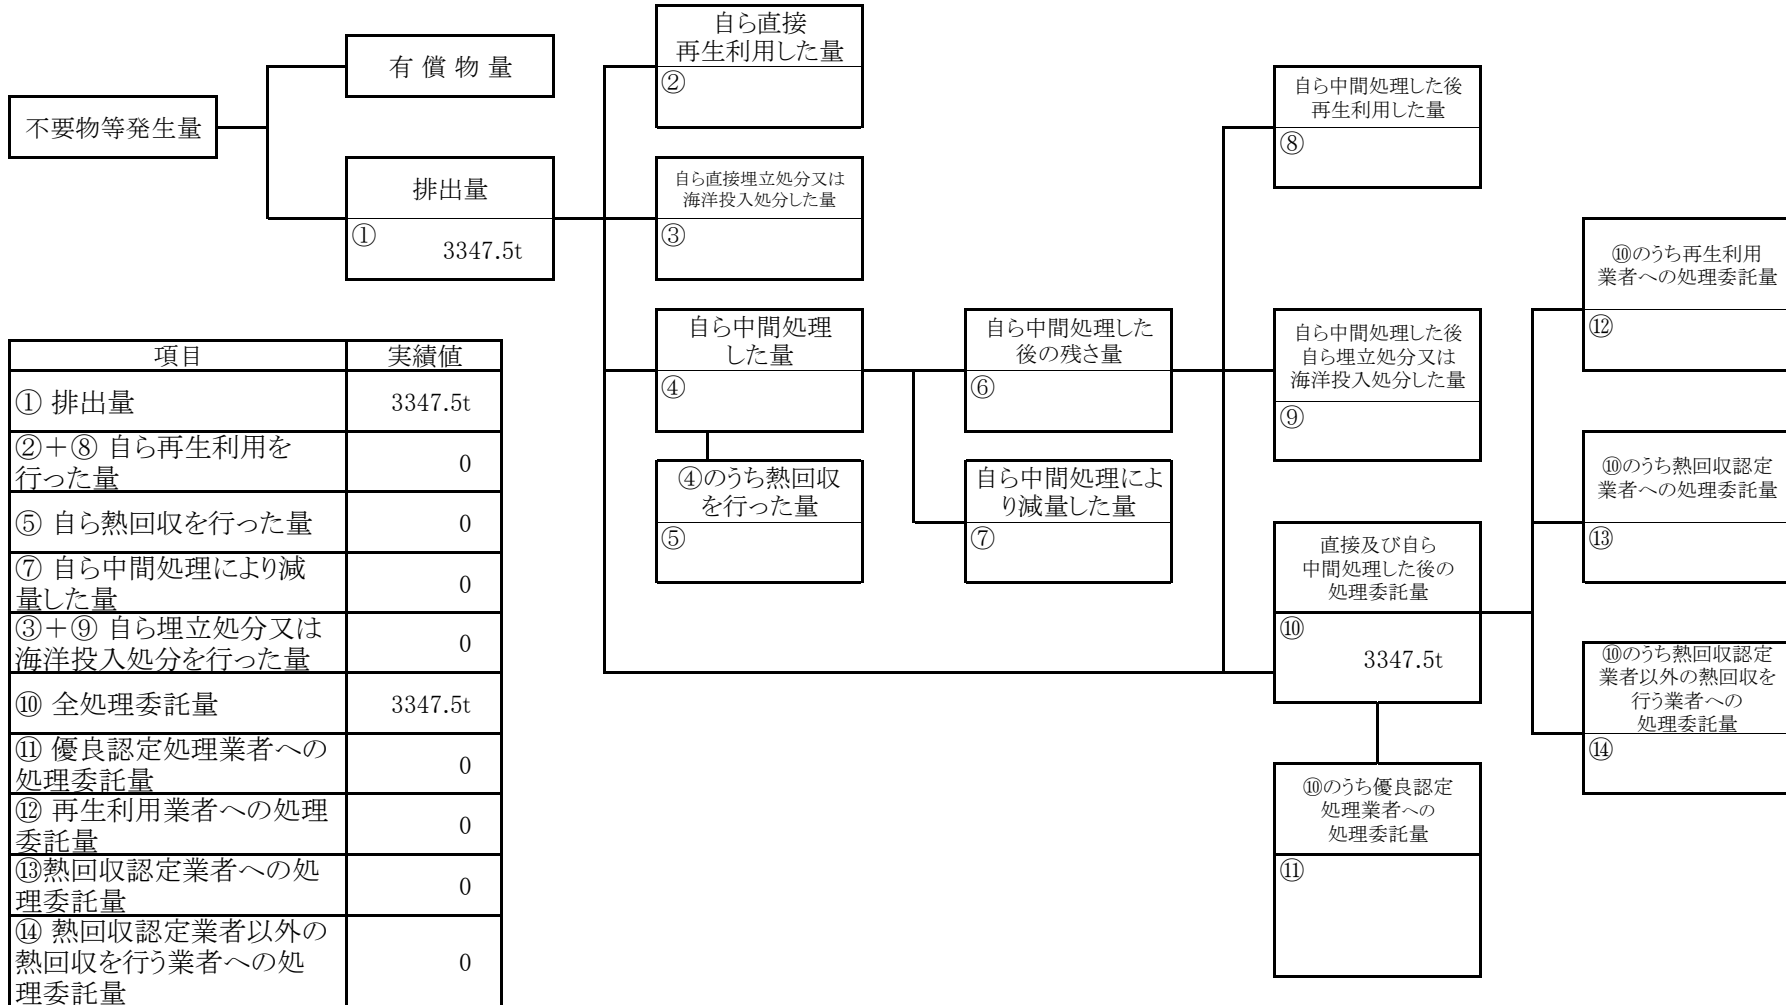 不要物等発生量
有 償 物 量
排出量
①
3347.5t
自ら直接
再生利用した量
②
自ら直接埋立処分又は
海洋投入処分した量
③
自ら中間処理
した量
④
④のうち熱回収
を行った量
⑤
自ら中間処理した
後の残さ量
⑥
自ら中間処理によ
り減量した量
⑦
自ら中間処理した後
再生利用した量
⑧
自ら中間処理した後
自ら埋立処分又は
海洋投入処分した量
⑨
直接及び自ら
中間処理した後の
処理委託量
⑩
3347.5t
⑩のうち優良認定
処理業者への
処理委託量
⑪
⑩のうち再生利用
業者への処理委託量
⑫
⑩のうち熱回収認定
業者への処理委託量
⑬
⑩のうち熱回収認定
業者以外の熱回収を
行う業者への
処理委託量
⑭
項目 実績値
① 排出量 3347.5t
②＋⑧ 自ら再生利用を
行った量 0
⑤ 自ら熱回収を行った量 0
⑦ 自ら中間処理により減
量した量 0
③＋⑨ 自ら埋立処分又は
海洋投入処分を行った量 0
⑩ 全処理委託量 3347.5t
⑪ 優良認定処理業者への
処理委託量 0
⑫ 再生利用業者への処理
委託量 0
⑬熱回収認定業者への処
理委託量 0
⑭ 熱回収認定業者以外の
熱回収を行う業者への処
理委託量 0